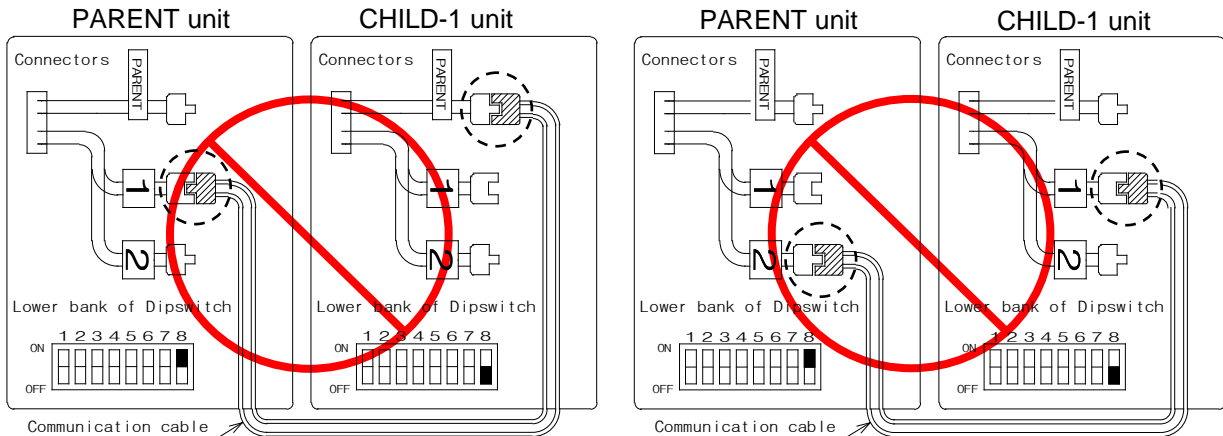 PARENT unit
CHILD-1 unit
Connectors
PARENT
1
2
Lower bank of Dipswitch
1 2 3 4 5 6 7 8
ON
OFF
Connectors
PARENT
1
2
Lower bank of Dipswitch
1 2 3 4 5 6 7 8
ON
OFF
Communication cable
PARENT unit
CHILD-1 unit
Connectors
PARENT
1
2
Lower bank of Dipswitch
1 2 3 4 5 6 7 8
ON
OFF
Connectors
PARENT
1
2
Lower bank of Dipswitch
1 2 3 4 5 6 7 8
ON
OFF
Communication cable